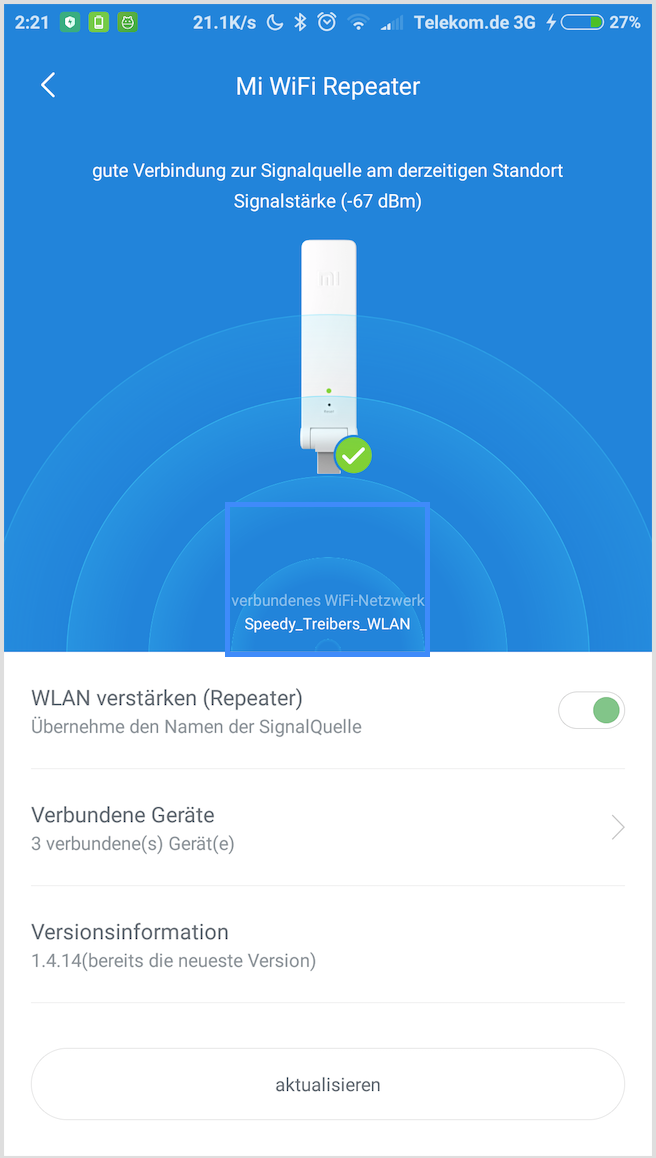 2:21 21.1K/s Telekom.de 3G 27%
Mi WiFi Repeater
gute Verbindung zur Signalquelle am derzeitigen Standort
Signalstärke (-67 dBm)
mi
Reset
verbundenes WiFi-Netzwerk
Speedy_Treibers_WLAN
WLAN verstärken (Repeater)
Übernehme den Namen der SignalQuelle
Verbundene Geräte
3 verbundene(s) Gerät(e)
Versionsinformation
1.4.14(bereits die neueste Version)
aktualisieren